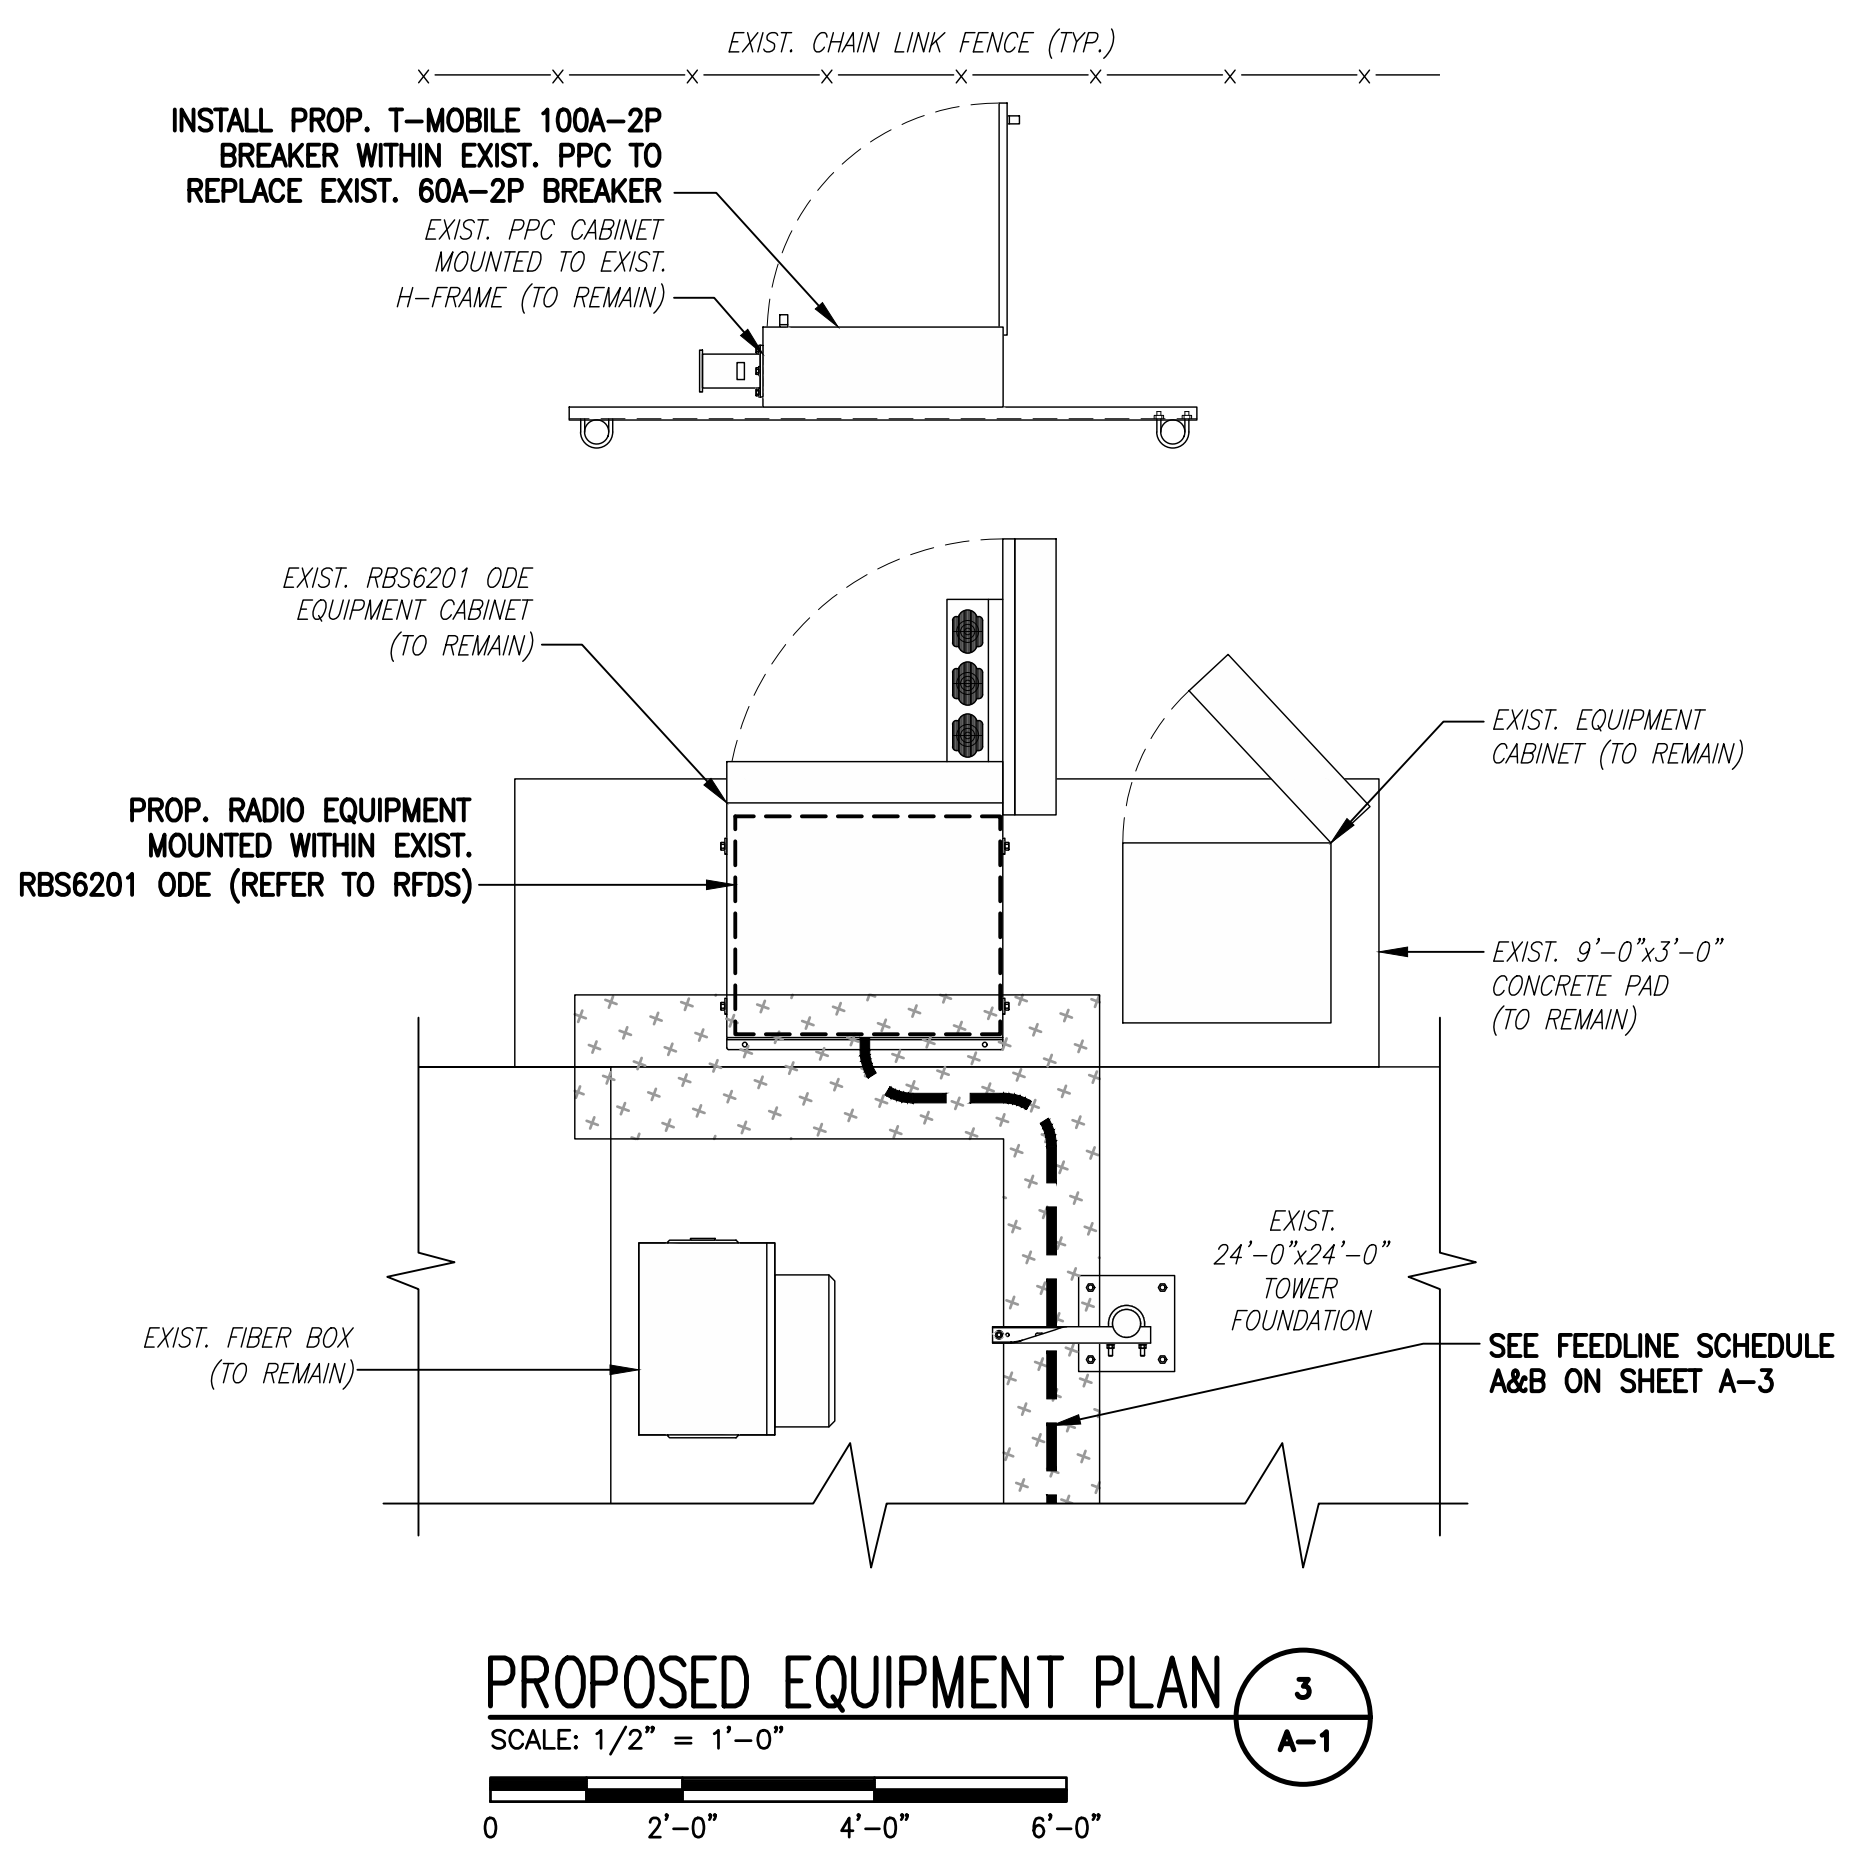 EXIST. CHAIN LINK FENCE (TYP.)
INSTALL PROP. T-MOBILE 100A-2P
BREAKER WITHIN EXIST. PPC TO
REPLACE EXIST. 60A-2P BREAKER
EXIST. PPC CABINET
MOUNTED TO EXIST.
H-FRAME (TO REMAIN)
EXIST. RBS6201 ODE
EQUIPMENT CABINET
(TO REMAIN)
EXIST. EQUIPMENT
CABINET (TO REMAIN)
PROP. RADIO EQUIPMENT
MOUNTED WITHIN EXIST.
RBS6201 ODE (REFER TO RFDS)
EXIST. 9'-0"x3'-0"
CONCRETE PAD
(TO REMAIN)
EXIST.
24'-0"x24'-0"
TOWER
FOUNDATION
EXIST. FIBER BOX
(TO REMAIN)
SEE FEEDLINE SCHEDULE
A&B ON SHEET A-3
PROPOSED EQUIPMENT PLAN
3
A-1
SCALE: 1/2" = 1'-0"
0 2'-0" 4'-0" 6'-0"